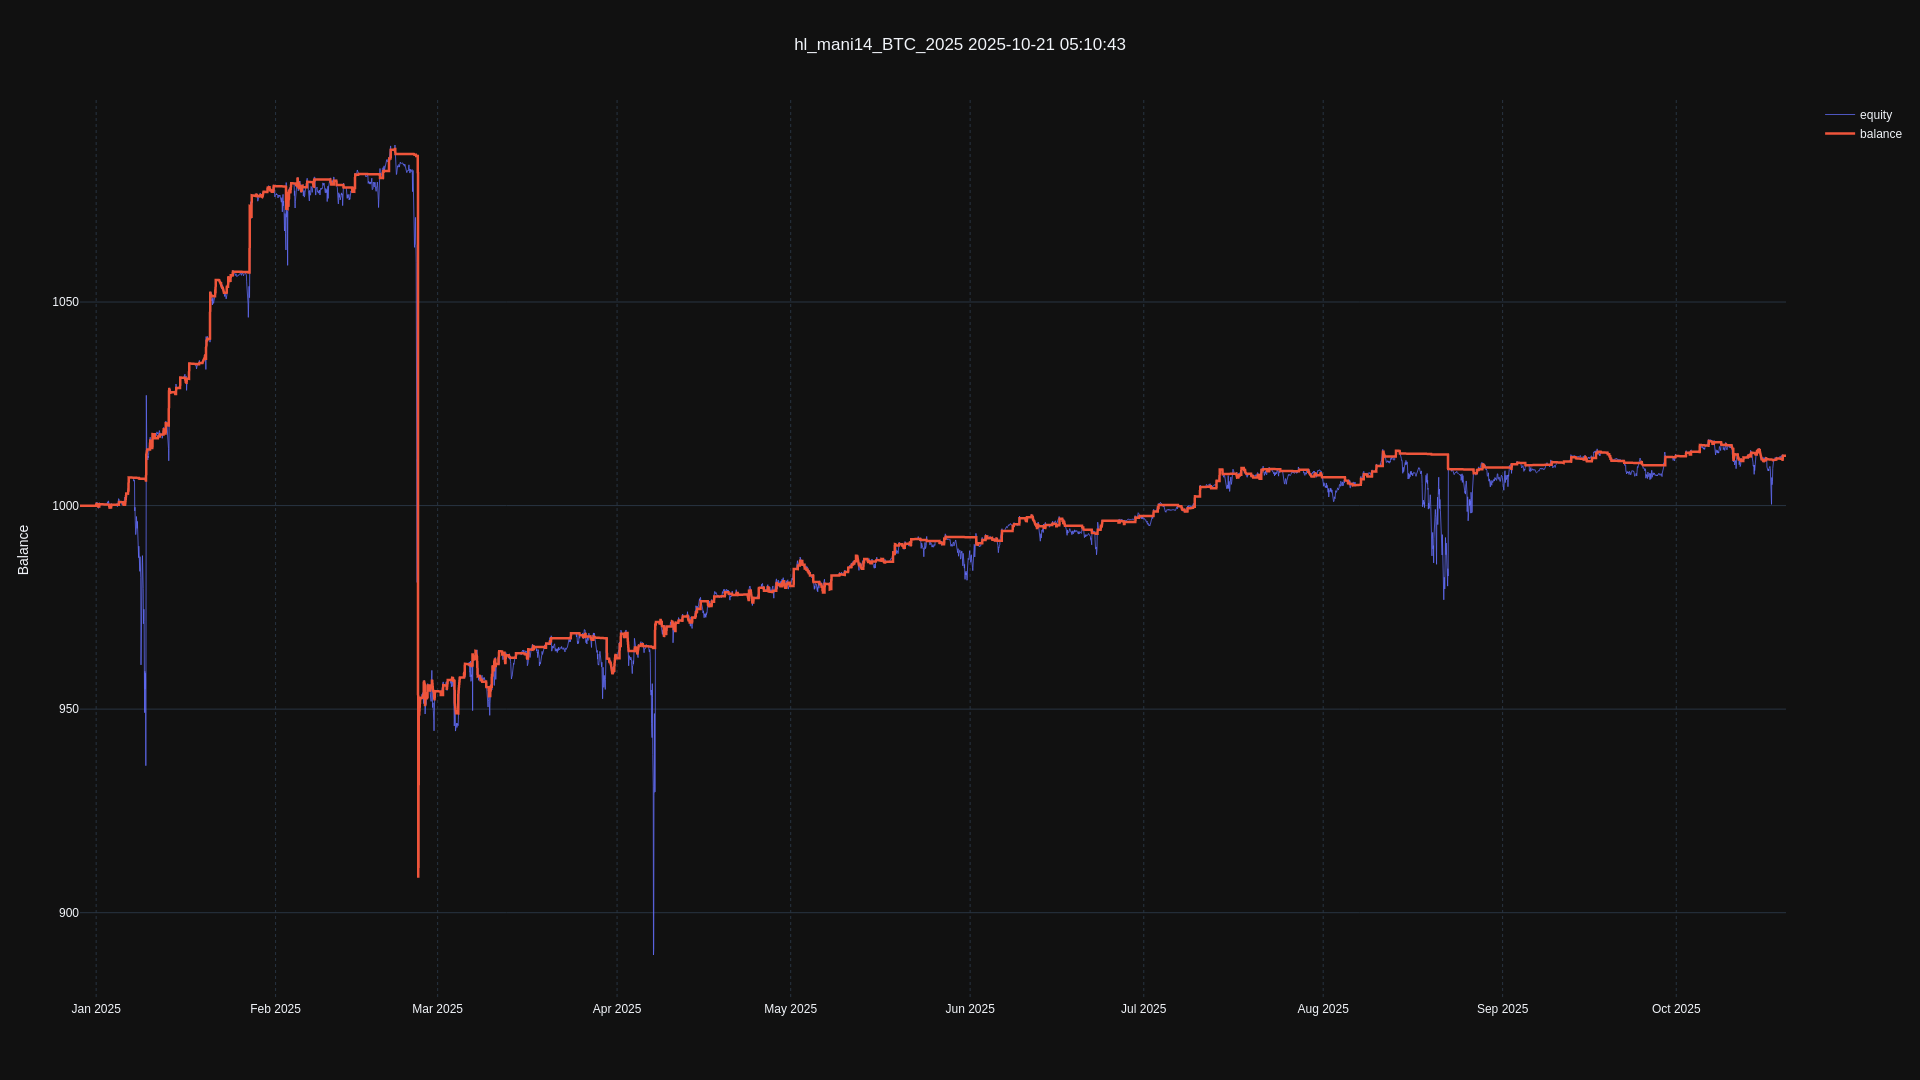 hl_mani14_BTC_2025 2025-10-21 05:10:43
equity
balance
Balance
1050
1000
950
900
Jan 2025
Feb 2025
Mar 2025
Apr 2025
May 2025
Jun 2025
Jul 2025
Aug 2025
Sep 2025
Oct 2025